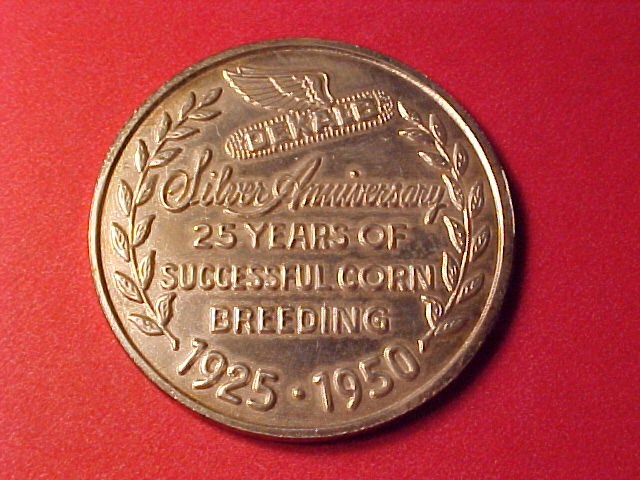 DEKALB
Silver Anniversary
25 YEARS OF
SUCCESSFUL CORN
BREEDING
1925 · 1950